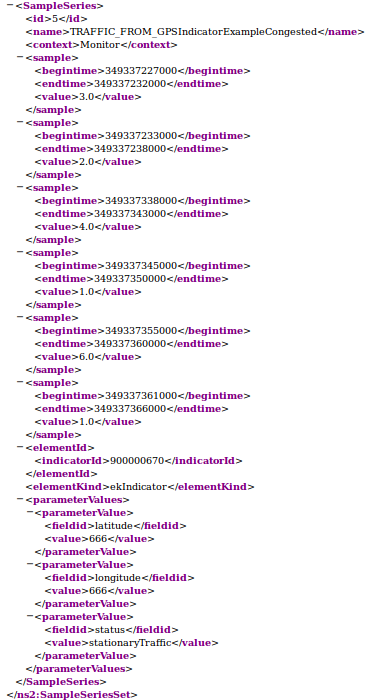 −<SampleSeries>
<id>5</id>
<name>TRAFFIC_FROM_GPSIndicatorExampleCongested</name>
<context>Monitor</context>
−<sample>
<begintime>349337227000</begintime>
<endtime>349337232000</endtime>
<value>3.0</value>
</sample>
−<sample>
<begintime>349337233000</begintime>
<endtime>349337238000</endtime>
<value>2.0</value>
</sample>
−<sample>
<begintime>349337338000</begintime>
<endtime>349337343000</endtime>
<value>4.0</value>
</sample>
−<sample>
<begintime>349337345000</begintime>
<endtime>349337350000</endtime>
<value>1.0</value>
</sample>
−<sample>
<begintime>349337355000</begintime>
<endtime>349337360000</endtime>
<value>6.0</value>
</sample>
−<sample>
<begintime>349337361000</begintime>
<endtime>349337366000</endtime>
<value>1.0</value>
</sample>
−<elementId>
<indicatorId>900000670</indicatorId>
</elementId>
<elementKind>ekIndicator</elementKind>
−<parameterValues>
−<parameterValue>
<fieldid>latitude</fieldid>
<value>666</value>
</parameterValue>
−<parameterValue>
<fieldid>longitude</fieldid>
<value>666</value>
</parameterValue>
−<parameterValue>
<fieldid>status</fieldid>
<value>stationaryTraffic</value>
</parameterValue>
</parameterValues>
</SampleSeries>
</ns2:SampleSeriesSet>